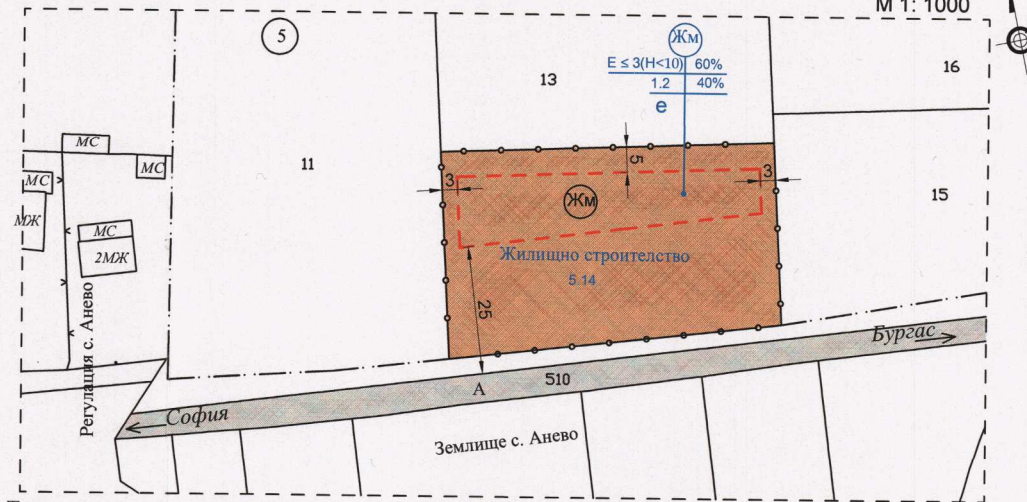 М 1: 1000
5
Жм
E ≤ 3(H<10) 60%
1.2 40%
e
13
16
11
15
МС
МС
МС
МЖ
МС
2МЖ
3
5
3
Жм
Жилищно строителство
5.14
25
Регулация с. Анево
Бургас
510
А
София
Землище с. Анево